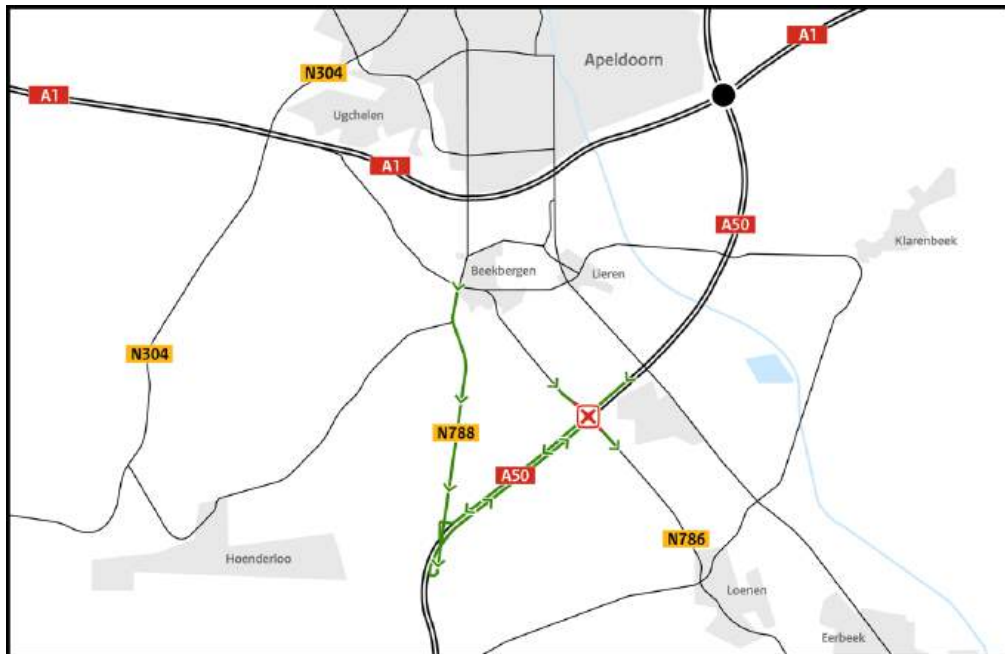 A1
Apeldoorn
N304
A1
Ugchelen
A1
A50
Klarenbeek
Beekbergen
Lieren
N304
N788
A50
N786
Hoenderloo
Loenen
Eerbeek